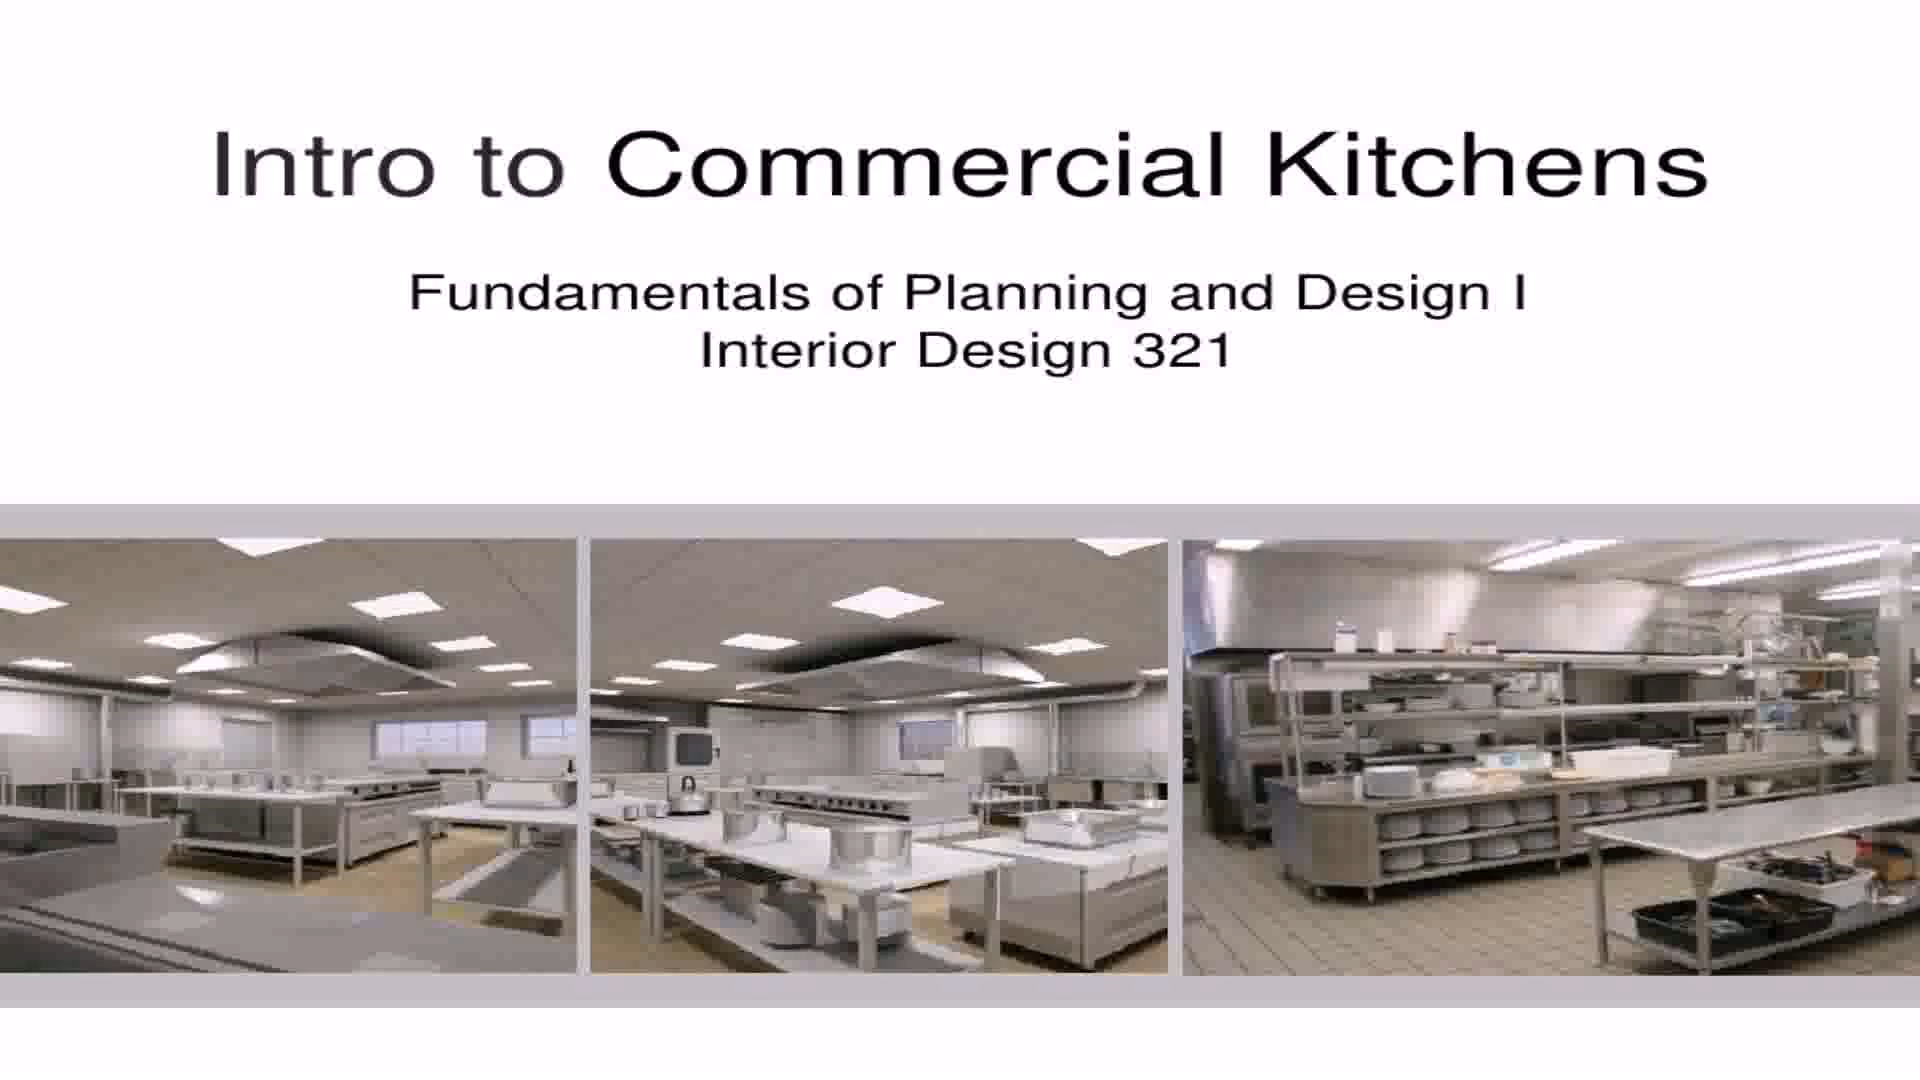 Intro to Commercial Kitchens
Fundamentals of Planning and Design I
Interior Design 321